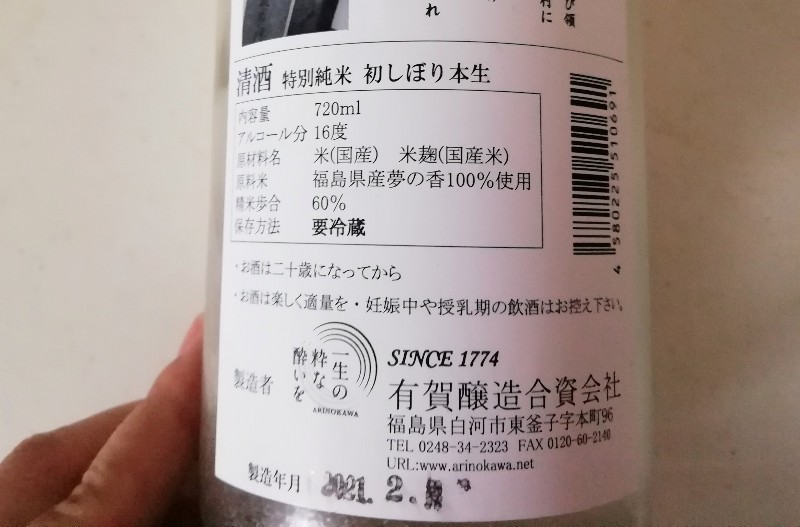 び領
村に
れ
清酒 特別純米 初しぼり本生
内容量 720ml
アルコール分 16度
原材料名 米(国産) 米麹(国産米)
原料米 福島県産夢の香100%使用
精米歩合 60%
保存方法 要冷蔵
4 580225 510691
・お酒は二十歳になってから
・お酒は楽しく適量を・妊娠中や授乳期の飲酒はお控え下さい。
製造者
一生の
粋な
酔いを
ARINOKAWA
SINCE 1774
有賀醸造合資会社
福島県白河市東釜子字本町96
TEL 0248-34-2323 FAX 0120-60-2140
URL:www.arinokawa.net
製造年月 2021. 2.